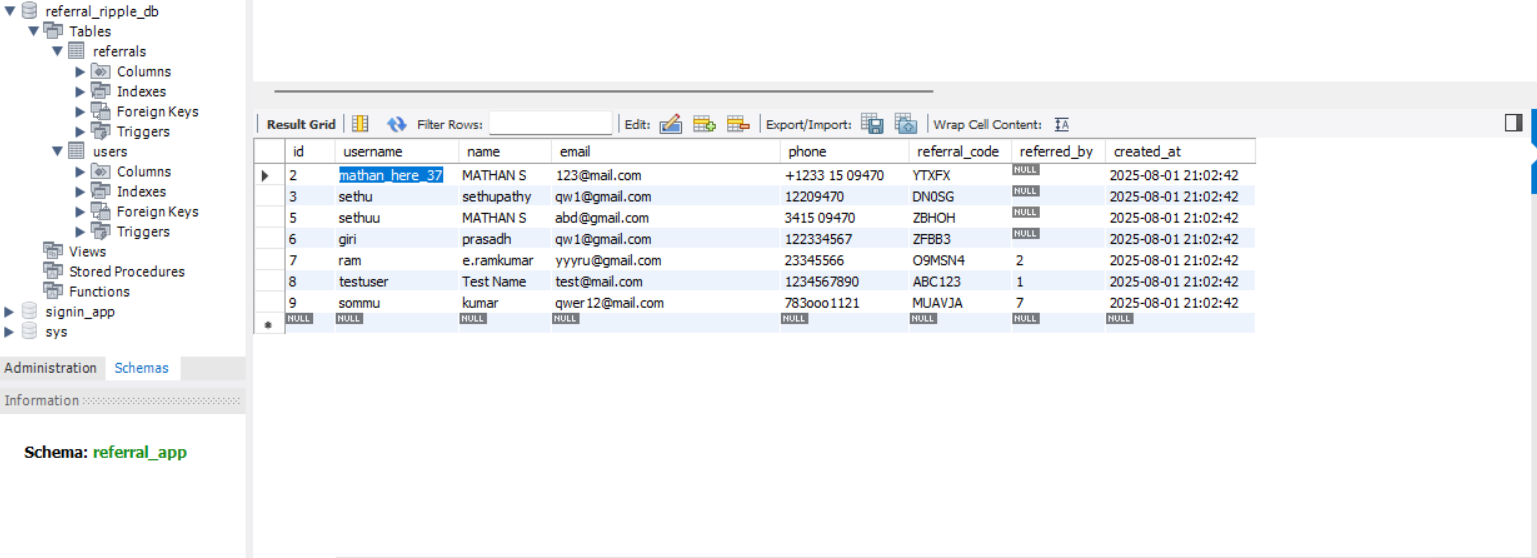 referral_ripple_db
Tables
referrals
Columns
Indexes
Foreign Keys
Triggers
users
Columns
Indexes
Foreign Keys
Triggers
Views
Stored Procedures
Functions
signin_app
sys
Administration Schemas
Information
Schema: referral_app
Result Grid Filter Rows: Edit: Export/Import: Wrap Cell Content: IA
id username name email phone referral_code referred_by created_at
2 mathan_here_37 MATHAN S 123@mail.com +1233 15 09470 YTXFX NULL 2025-08-01 21:02:42
3 sethu sethupathy qw1@gmail.com 12209470 DN0SG NULL 2025-08-01 21:02:42
5 sethuu MATHAN S abd@gmail.com 3415 09470 ZBHOH NULL 2025-08-01 21:02:42
6 giri prasadh qw1@gmail.com 122334567 ZFBB3 NULL 2025-08-01 21:02:42
7 ram e.ramkumar yyyru@gmail.com 23345566 O9MSN4 2 2025-08-01 21:02:42
8 testuser Test Name test@mail.com 1234567890 ABC123 1 2025-08-01 21:02:42
9 sommu kumar qwer12@mail.com 783ooo1121 MUAVJA 7 2025-08-01 21:02:42
NULL NULL NULL NULL NULL NULL NULL NULL